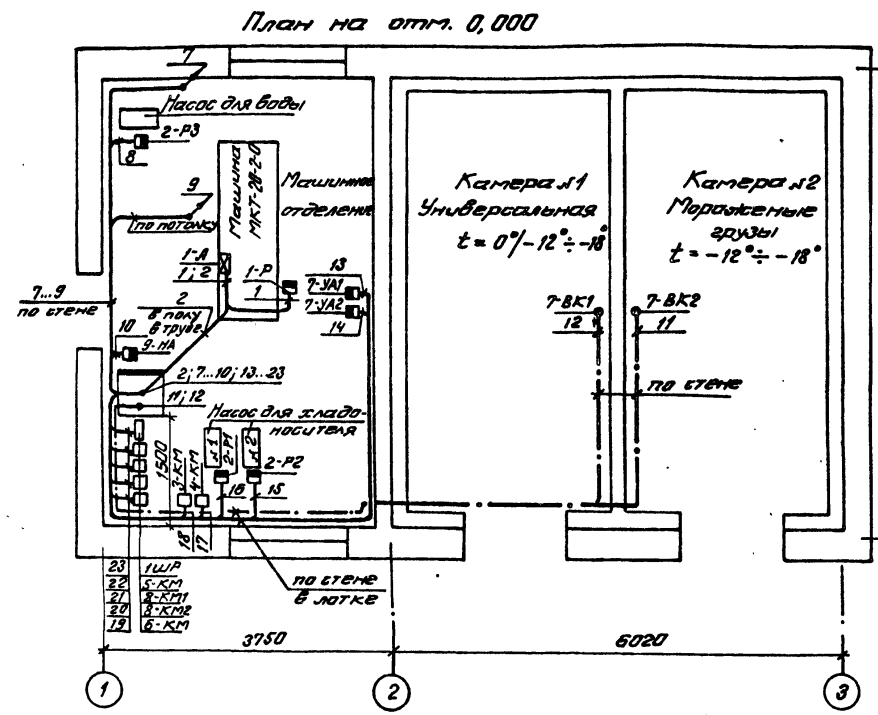 План на отм. 0,000
7
Насос для воды
2-Р3
8
Машина
МКТ-28-2-0
Машинное
отделение
9
по потолку
Камера №1
Универсальная
t = 0°/-12° ÷ -18°
Камера №2
Мороженые
грузы
t = -12° ÷ -18°
1-А
1; 2
1-Р
1
13
7-УА1
7-УА2
14
7...9
по стене
2
в полу
в трубе
10
9-НА
7-ВК1
12
7-ВК2
11
2; 7...10; 13...23
11; 12
по стене
Насос для хладо-
носителя
1500
№1
2-Р1
№2
2-Р2
3-КМ
4-КМ
16
15
18
17
по стене
в лотке
23 1ШР
22 5-КМ
21 8-КМ1
20 8-КМ2
19 6-КМ
3750
6020
1
2
3